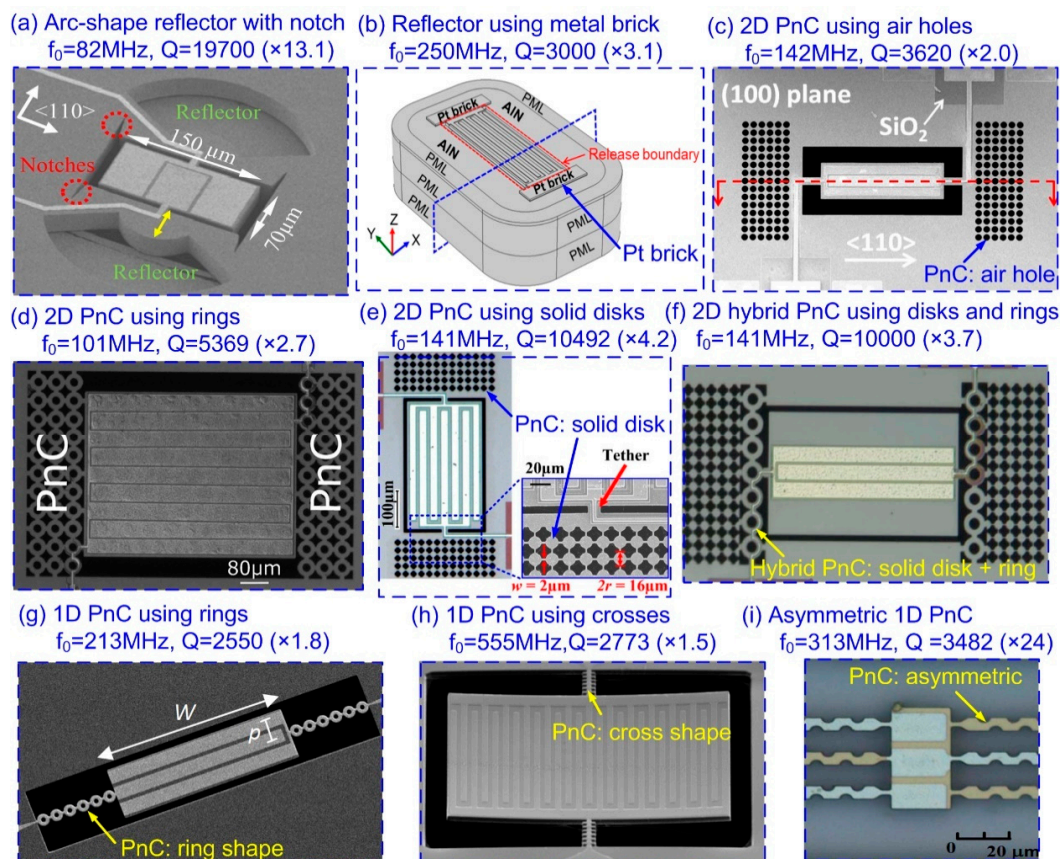 (a) Arc-shape reflector with notch
f₀=82MHz, Q=19700 (×13.1)
<110>
Reflector
Notches
150 μm
70μm
Reflector
(b) Reflector using metal brick
f₀=250MHz, Q=3000 (×3.1)
PML
Pt brick
AlN
PML
AlN
Release boundary
PML
Pt brick
PML
PML
PML
PML
Z
Y
X
Pt brick
(c) 2D PnC using air holes
f₀=142MHz, Q=3620 (×2.0)
(100) plane
SiO₂
<110>
PnC: air hole
(d) 2D PnC using rings
f₀=101MHz, Q=5369 (×2.7)
PnC
PnC
80μm
(e) 2D PnC using solid disks
f₀=141MHz, Q=10492 (×4.2)
PnC: solid disk
Tether
20μm
100μm
w = 2μm
2r = 16μm
(f) 2D hybrid PnC using disks and rings
f₀=141MHz, Q=10000 (×3.7)
Hybrid PnC: solid disk + ring
(g) 1D PnC using rings
f₀=213MHz, Q=2550 (×1.8)
W
p
PnC: ring shape
(h) 1D PnC using crosses
f₀=555MHz,Q=2773 (×1.5)
PnC: cross shape
(i) Asymmetric 1D PnC
f₀=313MHz, Q =3482 (×24)
PnC: asymmetric
0 20 μm